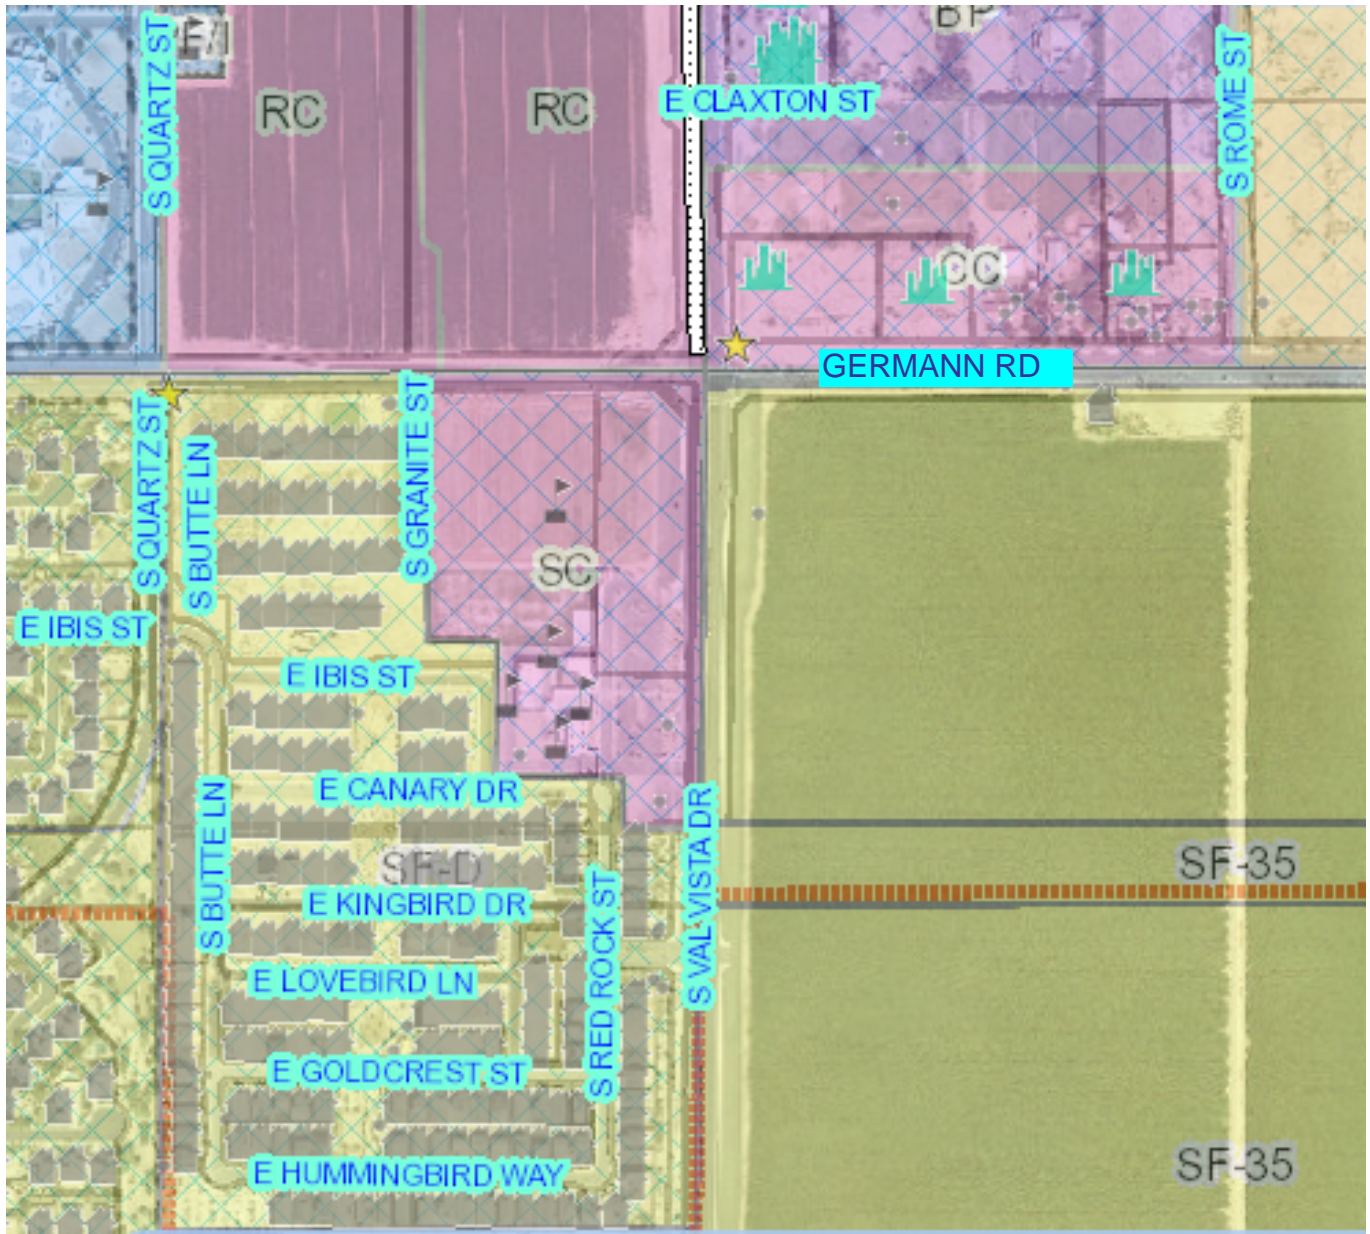 BP
S QUARTZ ST
RC
RC
E CLAXTON ST
S ROME ST
CC
GERMANN RD
S QUARTZ ST
S BUTTE LN
S GRANITE ST
SC
E IBIS ST
E IBIS ST
E CANARY DR
S BUTTE LN
SF-D
SF-35
E KINGBIRD DR
S VAL VISTA DR
S RED ROCK ST
E LOVEBIRD LN
E GOLDCREST ST
E HUMMINGBIRD WAY
SF-35